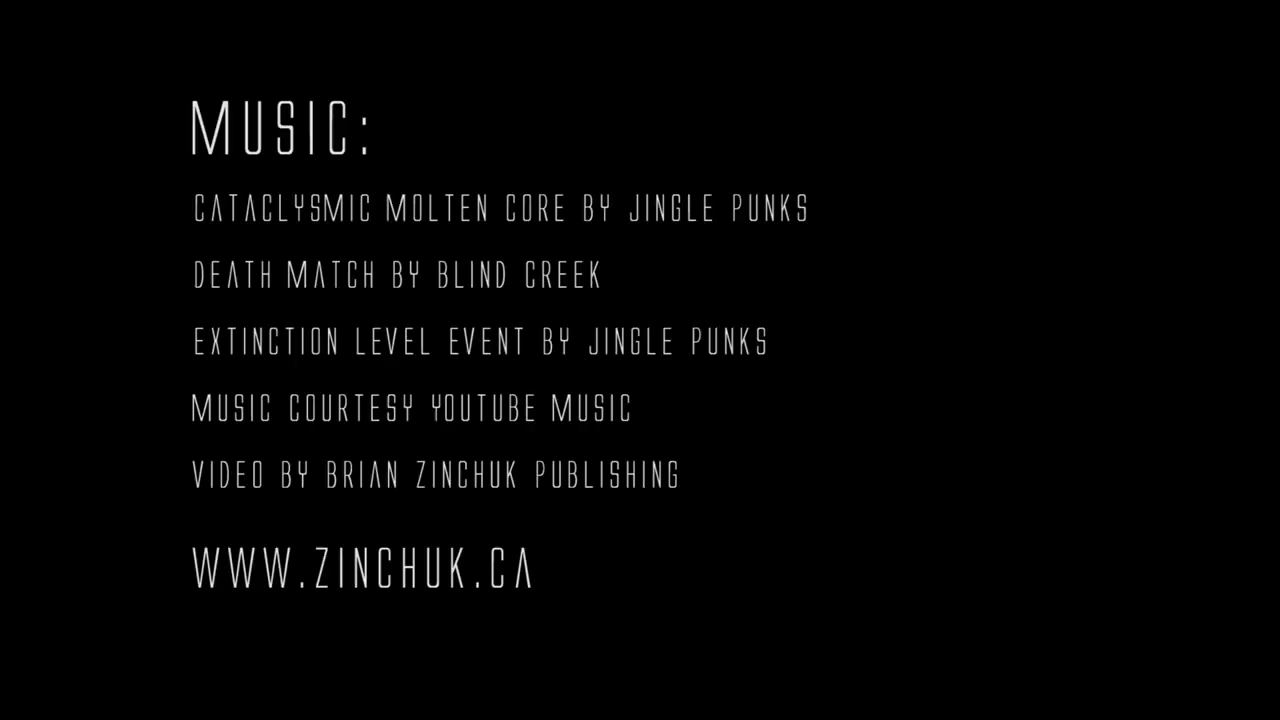 MUSIC:
CATACLYSMIC MOLTEN CORE BY JINGLE PUNKS
DEATH MATCH BY BLIND CREEK
EXTINCTION LEVEL EVENT BY JINGLE PUNKS
MUSIC COURTESY YOUTUBE MUSIC
VIDEO BY BRIAN ZINCHUK PUBLISHING
WWW.ZINCHUK.CA